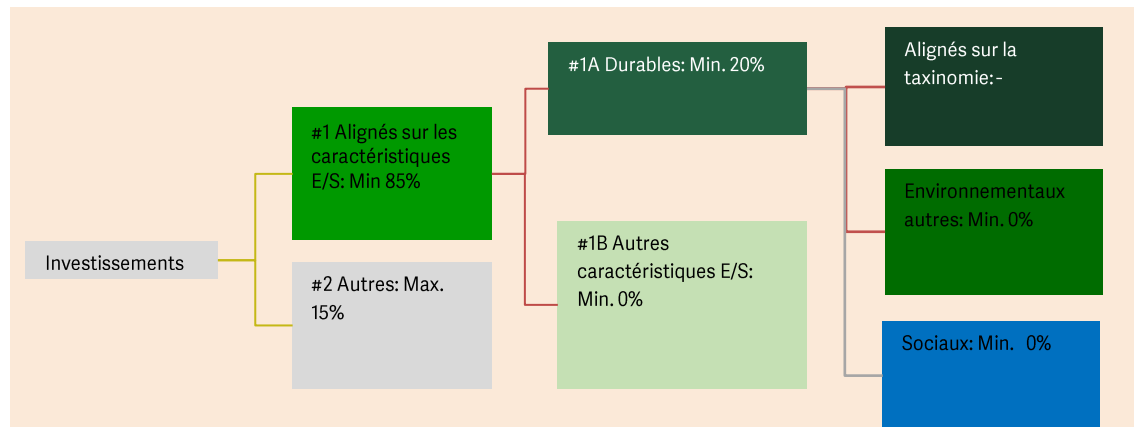 Investissements
#1 Alignés sur les
caractéristiques
E/S: Min 85%
#2 Autres: Max.
15%
#1A Durables: Min. 20%
#1B Autres
caractéristiques E/S:
Min. 0%
Alignés sur la
taxinomie:-
Environnementaux
autres: Min. 0%
Sociaux: Min. 0%